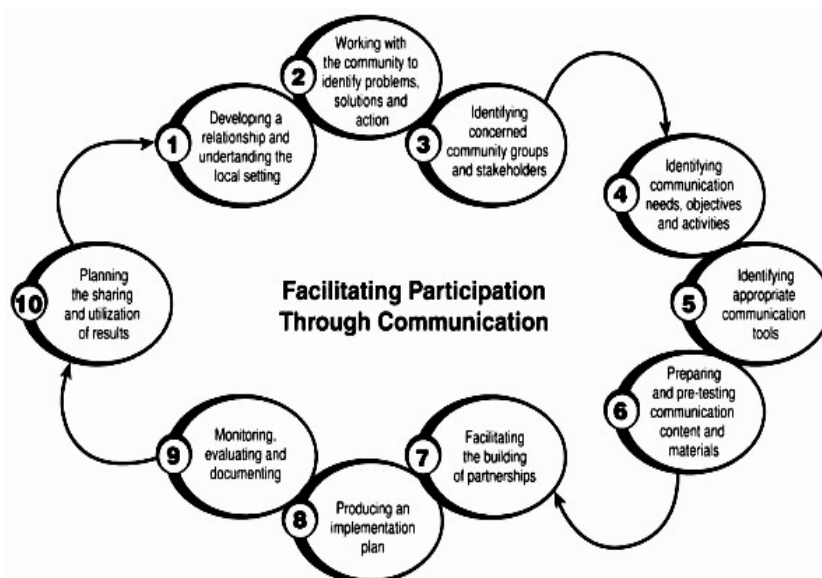 1
Developing a
relationship and
undertanding the
local setting
2
Working with
the community to
identify problems,
solutions and
action
3
Identifying
concerned
community groups
and stakeholders
4
Identifying
communication
needs, objectives
and activities
5
Identifying
appropriate
communication
tools
6
Preparing
and pre-testing
communication
content and
materials
7
Facilitating
the building
of partnerships
8
Producing an
implementation
plan
9
Monitoring,
evaluating and
documenting
10
Planning
the sharing
and utilization
of results
Facilitating Participation
Through Communication